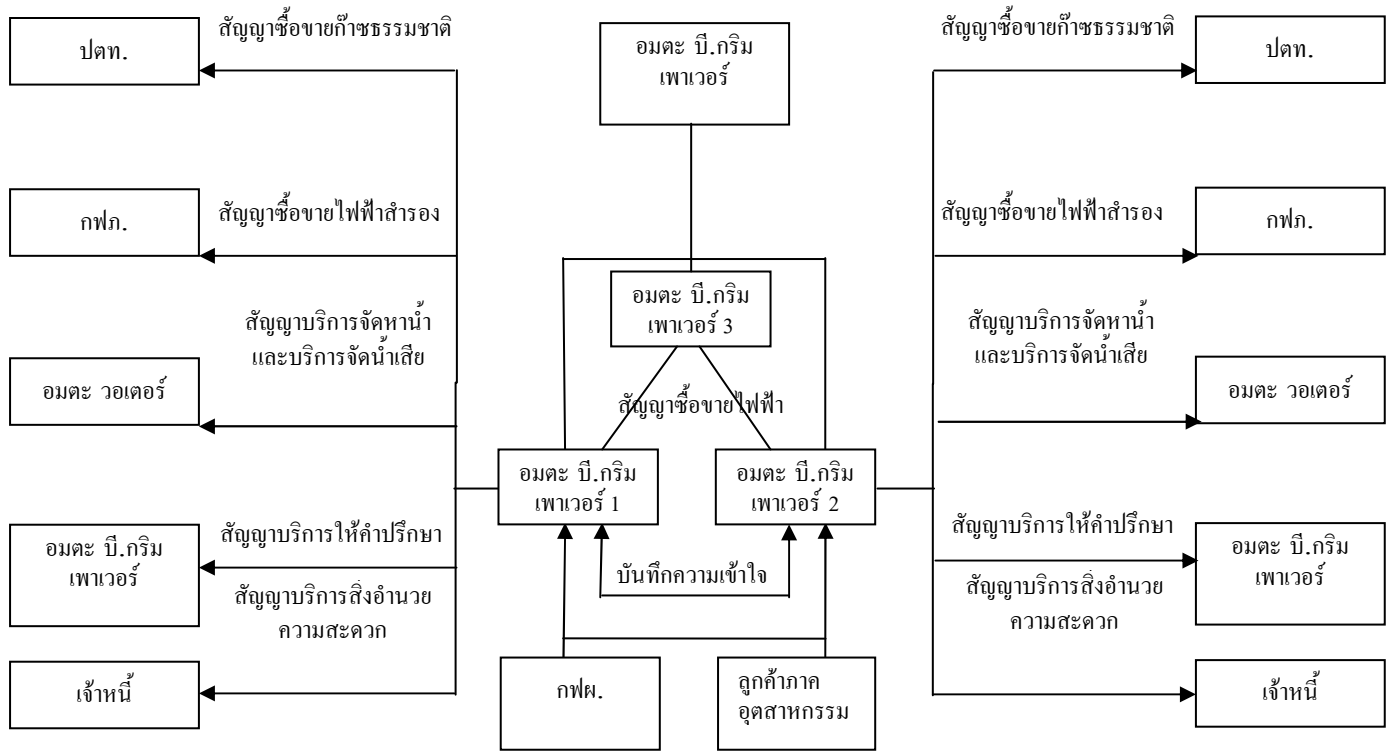 ปตท.
สัญญาซื้อขายก๊าซธรรมชาติ
อมตะ บี.กริม
เพาเวอร์
สัญญาซื้อขายก๊าซธรรมชาติ
ปตท.
กฟภ.
สัญญาซื้อขายไฟฟ้าสำรอง
สัญญาซื้อขายไฟฟ้าสำรอง
กฟภ.
อมตะ บี.กริม
เพาเวอร์ 3
สัญญาบริการจัดหาน้ำ
และบริการจัดน้ำเสีย
สัญญาบริการจัดหาน้ำ
และบริการจัดน้ำเสีย
อมตะ วอเตอร์
สัญญาซื้อขายไฟฟ้า
อมตะ วอเตอร์
อมตะ บี.กริม
เพาเวอร์ 1
อมตะ บี.กริม
เพาเวอร์ 2
อมตะ บี.กริม
เพาเวอร์
สัญญาบริการให้คำปรึกษา
สัญญาบริการให้คำปรึกษา
อมตะ บี.กริม
เพาเวอร์
บันทึกความเข้าใจ
สัญญาบริการสิ่งอำนวย
ความสะดวก
สัญญาบริการสิ่งอำนวย
ความสะดวก
เจ้าหนี้
กฟผ.
ลูกค้าภาค
อุตสาหกรรม
เจ้าหนี้